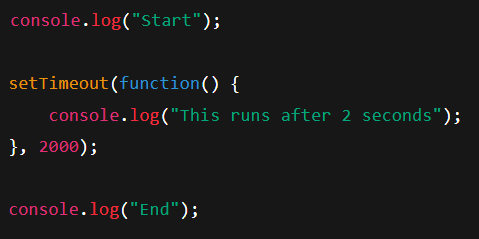 console.log("Start");
setTimeout(function() {
    console.log("This runs after 2 seconds");
}, 2000);
console.log("End");